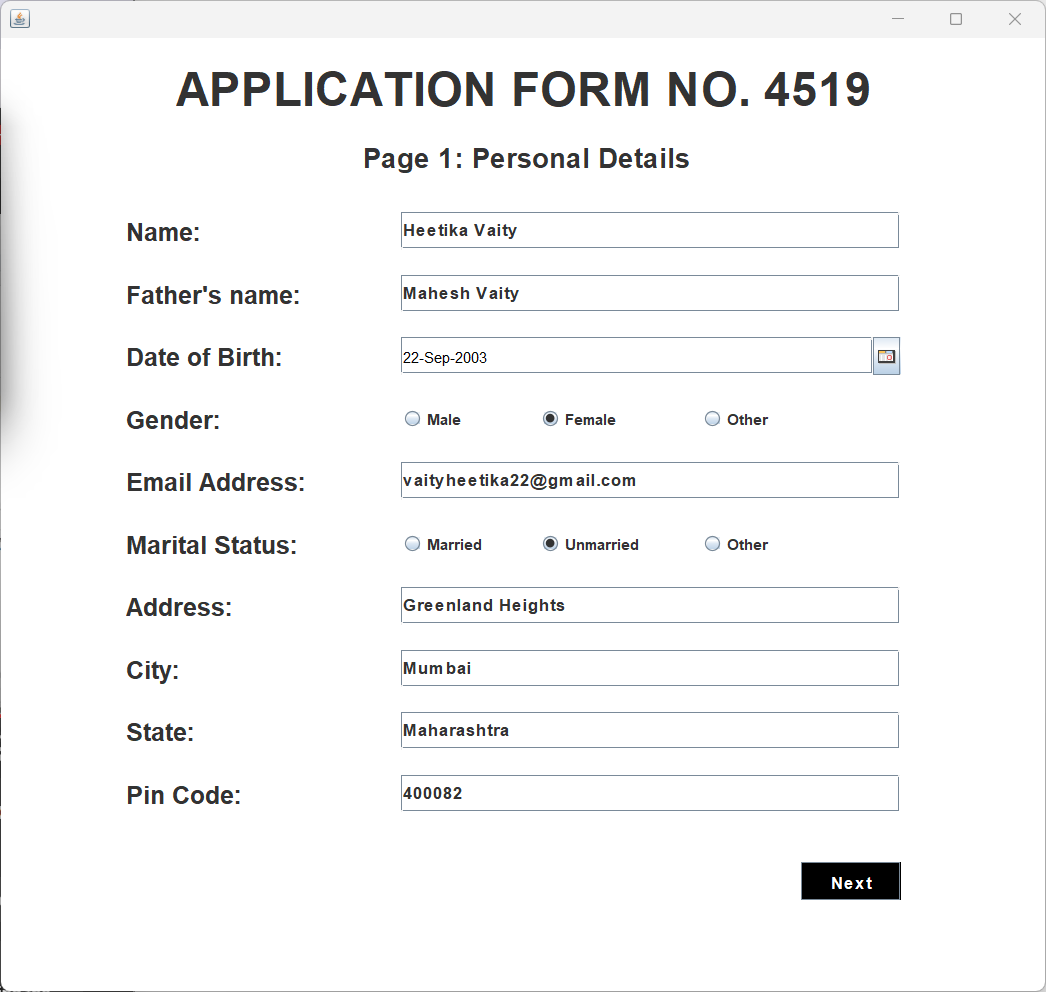 APPLICATION FORM NO. 4519
Page 1: Personal Details
Name: Heetika Vaity
Father's name: Mahesh Vaity
Date of Birth: 22-Sep-2003
Gender: Male Female Other
Email Address: vaityheetika22@gmail.com
Marital Status: Married Unmarried Other
Address: Greenland Heights
City: Mumbai
State: Maharashtra
Pin Code: 400082
Next